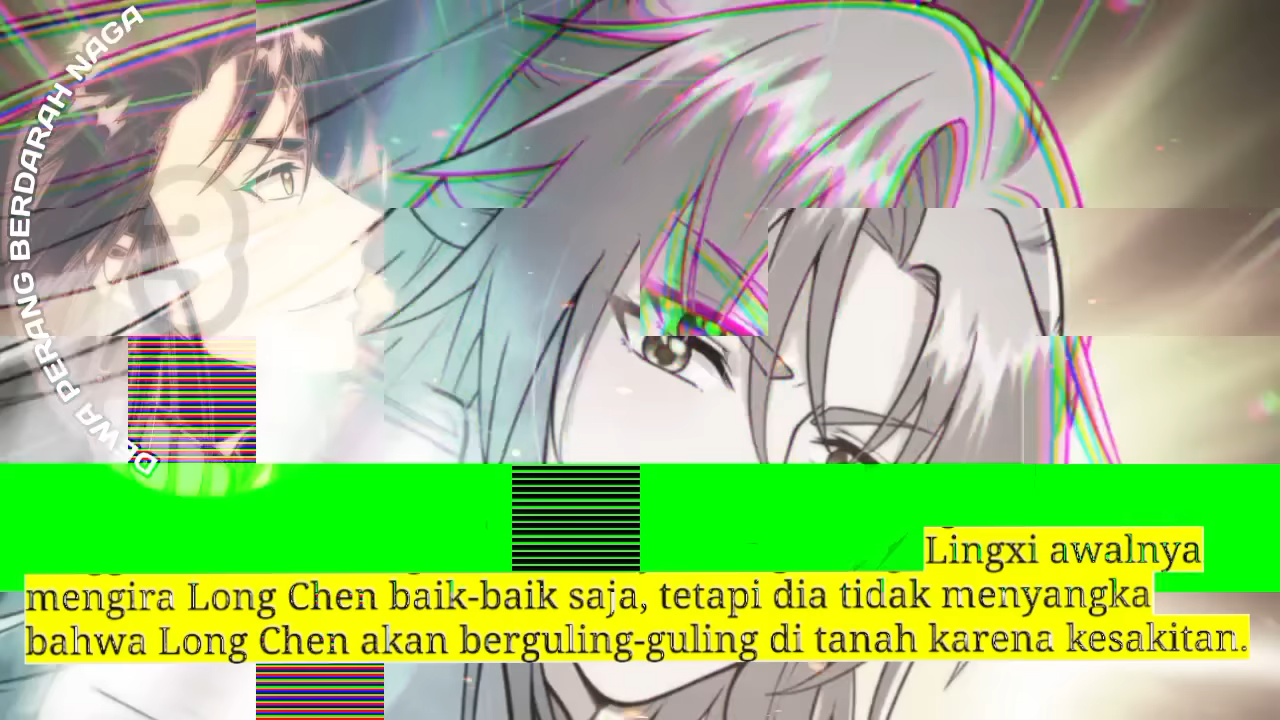 DEWA PERANG BERDARAH NAGA
Lingxi awalnya
mengira Long Chen baik-baik saja, tetapi dia tidak menyangka
bahwa Long Chen akan berguling-guling di tanah karena kesakitan.